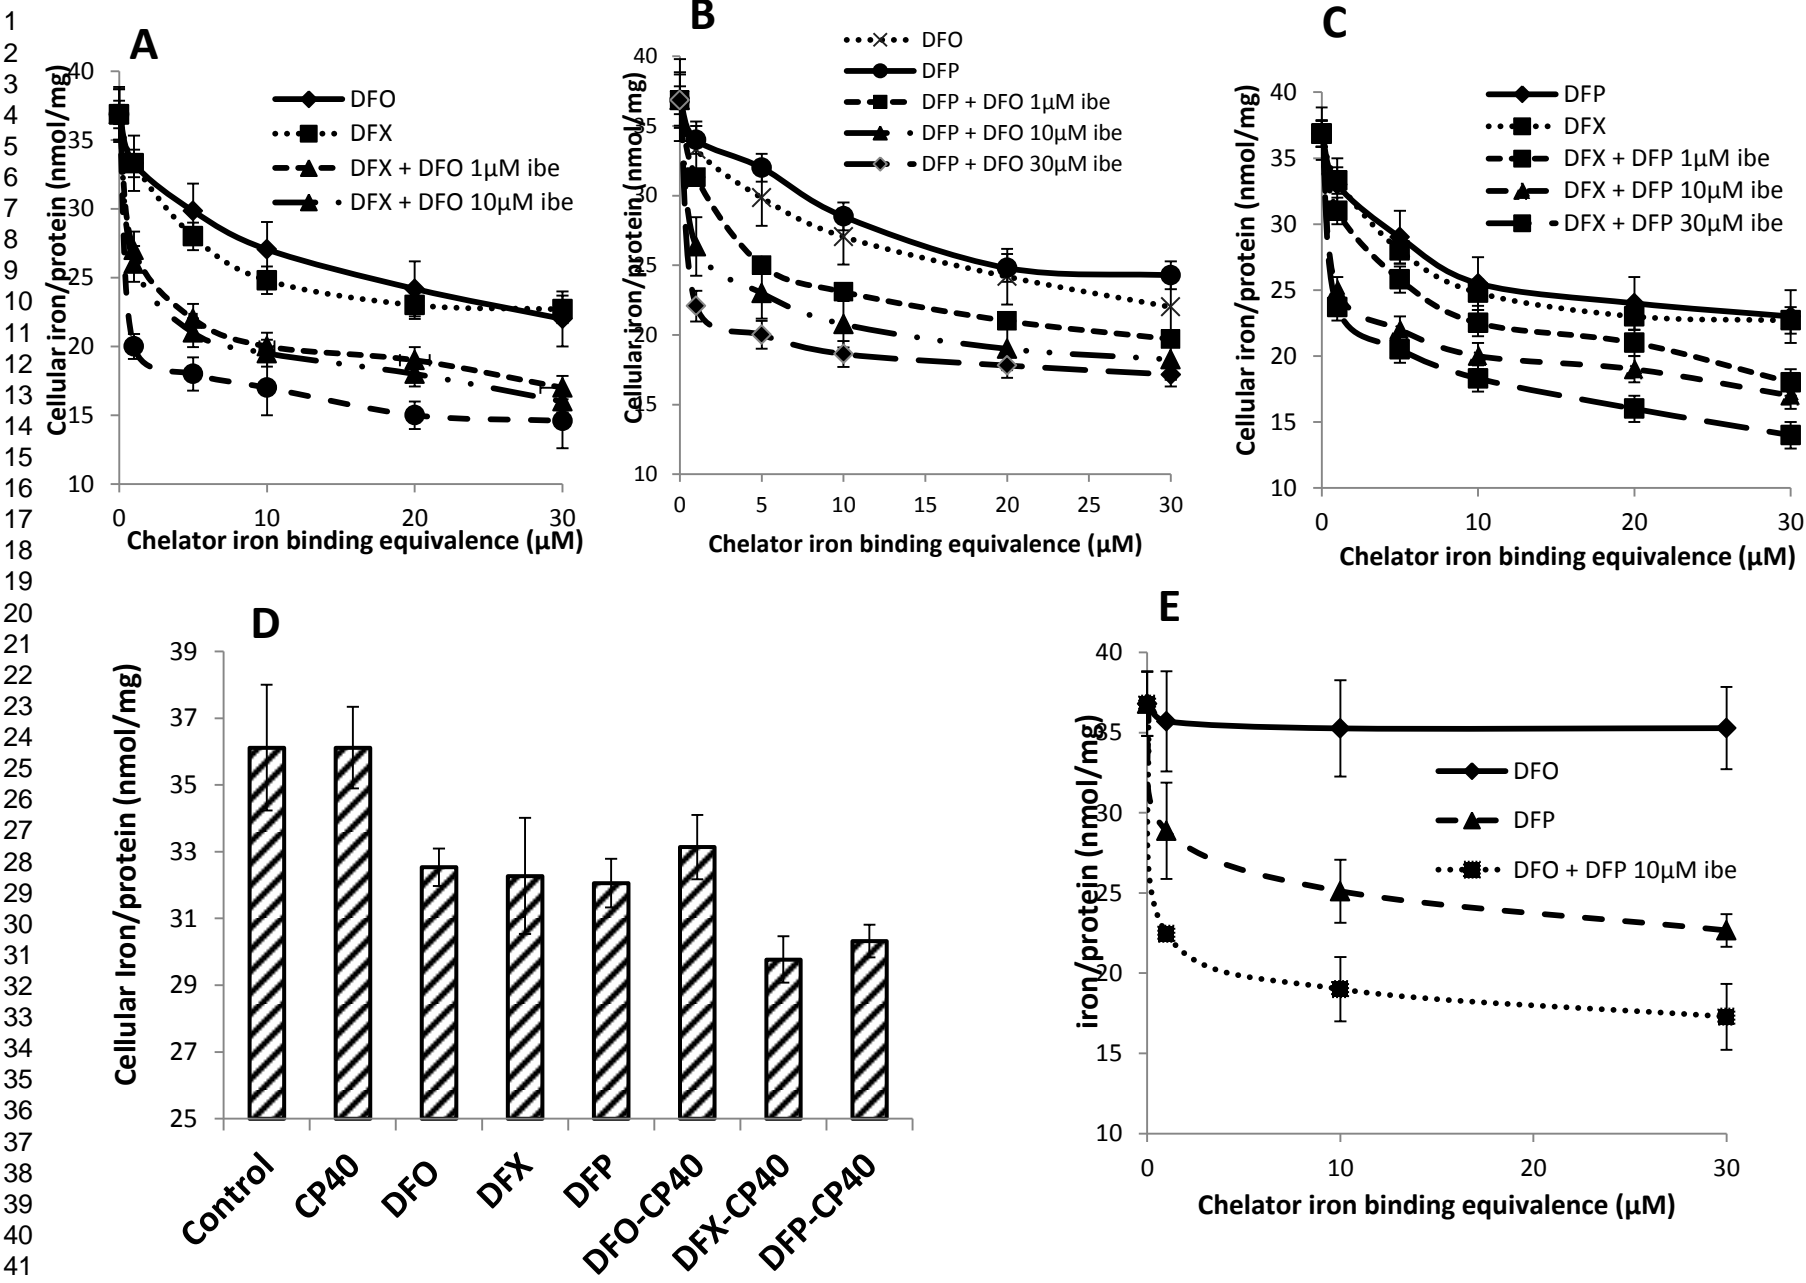 1
2
3
4
5
6
7
8
9
10
11
12
13
14
15
16
17
18
19
20
21
22
23
24
25
26
27
28
29
30
31
32
33
34
35
36
37
38
39
40
41
A
Cellular iron/protein (nmol/mg)
40
35
30
25
20
15
10
DFO
DFX
DFX + DFO 1µM ibe
DFX + DFO 10µM ibe
0 10 20 30
Chelator iron binding equivalence (µM)
B
Cellular iron/protein (nmol/mg)
40
35
30
25
20
15
10
DFO
DFP
DFP + DFO 1µM ibe
DFP + DFO 10µM ibe
DFP + DFO 30µM ibe
0 5 10 15 20 25 30
Chelator iron binding equivalence (µM)
C
Cellular iron/protein (nmol/mg)
40
35
30
25
20
15
10
DFP
DFX
DFX + DFP 1µM ibe
DFX + DFP 10µM ibe
DFX + DFP 30µM ibe
0 10 20 30
Chelator iron binding equivalence (µM)
D
Cellular Iron/protein (nmol/mg)
39
37
35
33
31
29
27
25
Control
CP40
DFO
DFX
DFP
DFO-CP40
DFX-CP40
DFP-CP40
E
iron/protein (nmol/mg)
40
35
30
25
20
15
10
DFO
DFP
DFO + DFP 10µM ibe
0 10 20 30
Chelator iron binding equivalence (µM)